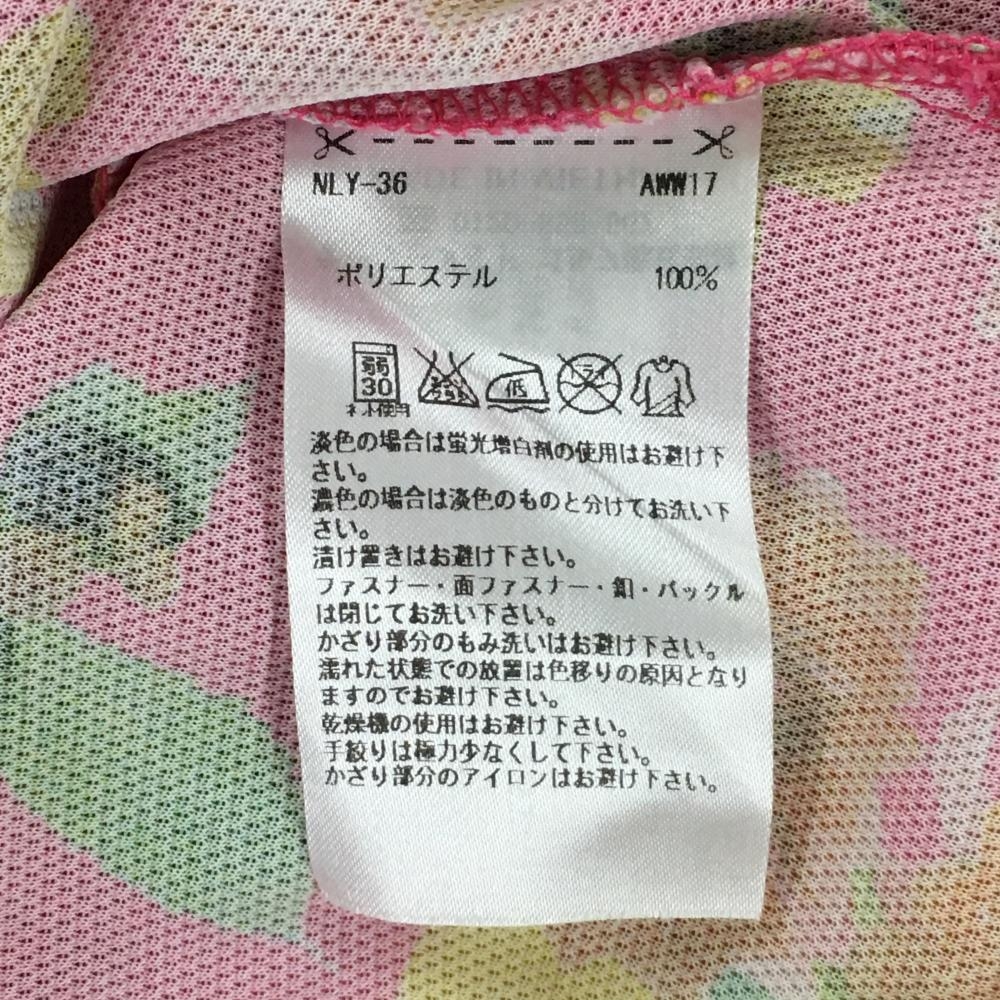 NLY-36 AWW17
ポリエステル 100%
弱
30
ネット使用
低
ドライ
淡色の場合は蛍光増白剤の使用はお避け下
さい。
濃色の場合は淡色のものと分けてお洗い下
さい。
漬け置きはお避け下さい。
ファスナー・面ファスナー・釦・バックル
は閉じてお洗い下さい。
かざり部分のもみ洗いはお避け下さい。
濡れた状態での放置は色移りの原因となり
ますのでお避け下さい。
乾燥機の使用はお避け下さい。
手絞りは極力少なくして下さい。
かざり部分のアイロンはお避け下さい。